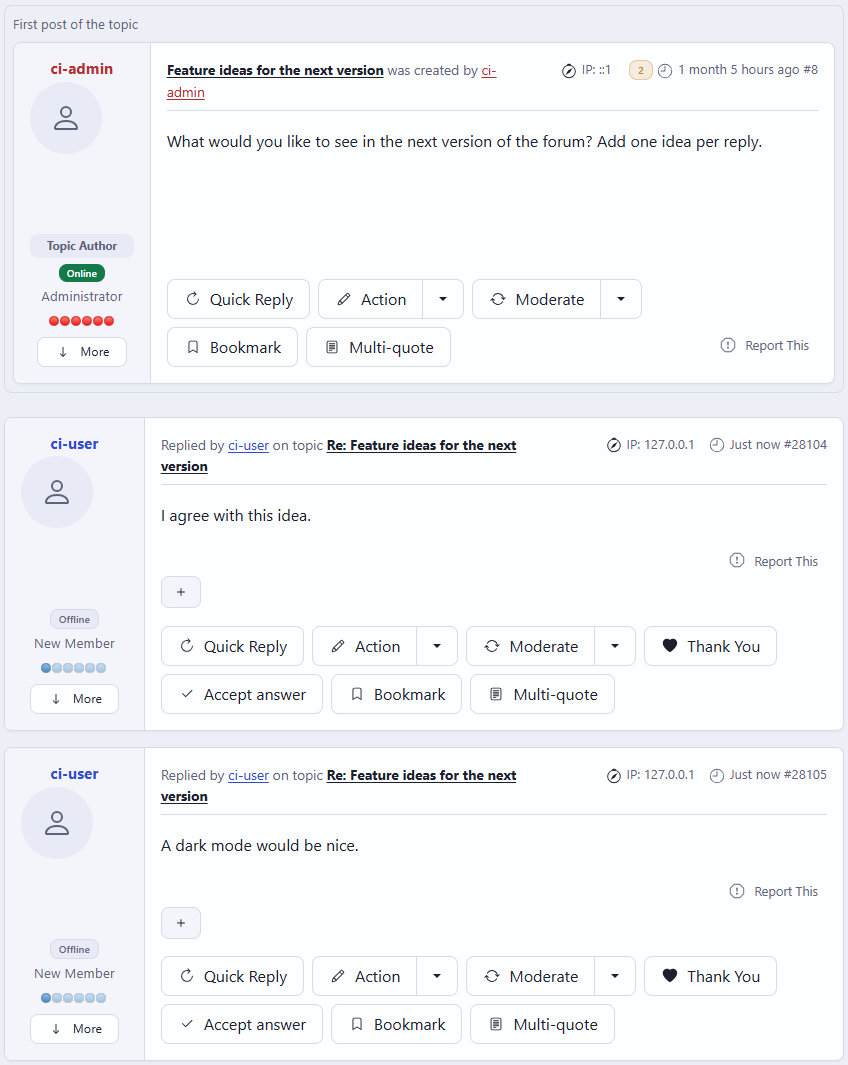 First post of the topic
ci-admin
Feature ideas for the next version was created by ci-
admin
IP: ::1
2
1 month 5 hours ago #8
What would you like to see in the next version of the forum? Add one idea per reply.
Topic Author
Online
Administrator
More
Quick Reply
Action
Moderate
Bookmark
Multi-quote
Report This
ci-user
Replied by ci-user on topic Re: Feature ideas for the next
version
IP: 127.0.0.1
Just now #28104
I agree with this idea.
Report This
+
Offline
New Member
More
Quick Reply
Action
Moderate
Thank You
Accept answer
Bookmark
Multi-quote
ci-user
Replied by ci-user on topic Re: Feature ideas for the next
version
IP: 127.0.0.1
Just now #28105
A dark mode would be nice.
Report This
+
Offline
New Member
More
Quick Reply
Action
Moderate
Thank You
Accept answer
Bookmark
Multi-quote